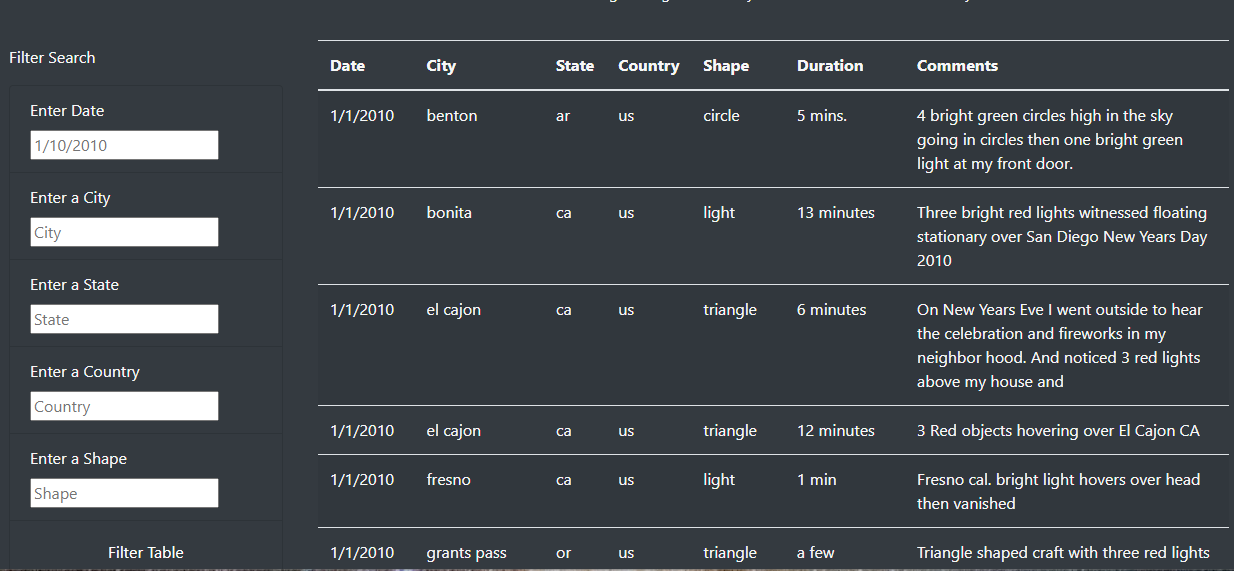 Filter Search
Enter Date
1/10/2010
Enter a City
City
Enter a State
State
Enter a Country
Country
Enter a Shape
Shape
Filter Table
Date City State Country Shape Duration Comments
1/1/2010 benton ar us circle 5 mins. 4 bright green circles high in the sky
going in circles then one bright green
light at my front door.
1/1/2010 bonita ca us light 13 minutes Three bright red lights witnessed floating
stationary over San Diego New Years Day
2010
1/1/2010 el cajon ca us triangle 6 minutes On New Years Eve I went outside to hear
the celebration and fireworks in my
neighbor hood. And noticed 3 red lights
above my house and
1/1/2010 el cajon ca us triangle 12 minutes 3 Red objects hovering over El Cajon CA
1/1/2010 fresno ca us light 1 min Fresno cal. bright light hovers over head
then vanished
1/1/2010 grants pass or us triangle a few Triangle shaped craft with three red lights